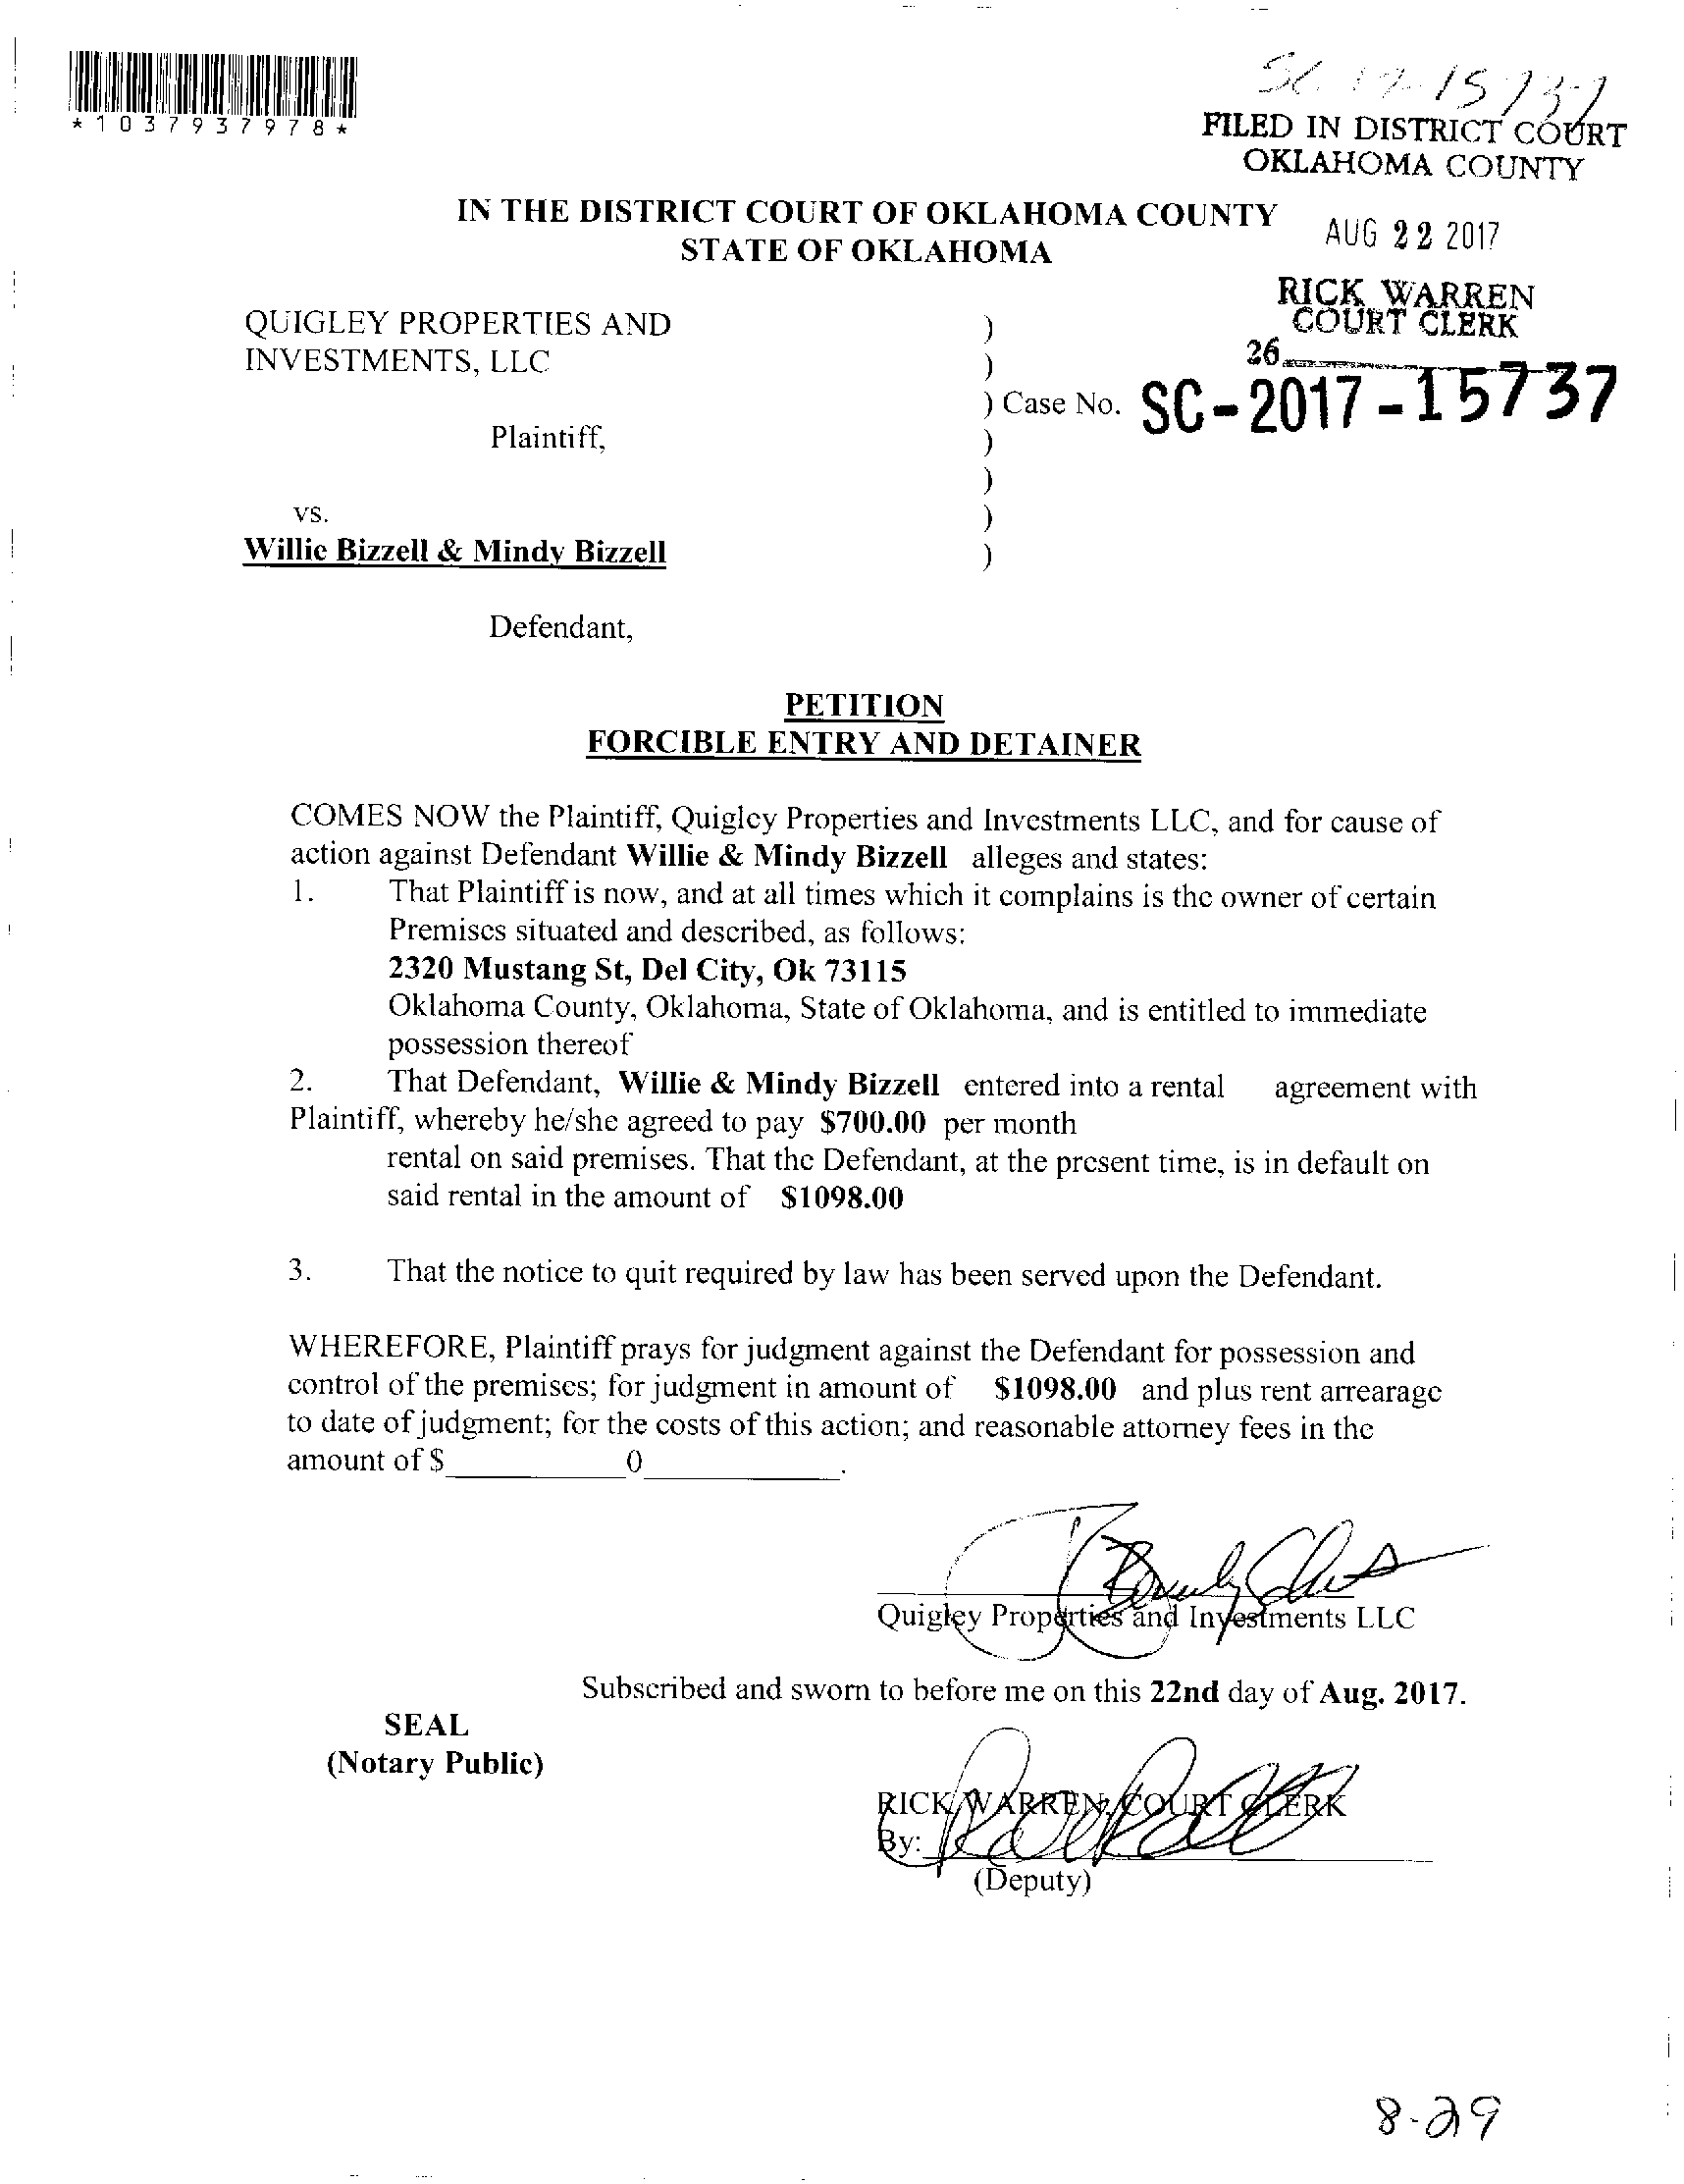 *1037937978*
SC 17-15737
FILED IN DISTRICT COURT
OKLAHOMA COUNTY
IN THE DISTRICT COURT OF OKLAHOMA COUNTY
STATE OF OKLAHOMA
AUG 22 2017
RICK WARREN
COURT CLERK
26
QUIGLEY PROPERTIES AND )
INVESTMENTS, LLC )
) Case No. SC-2017-15737
Plaintiff, )
)
vs. )
Willie Bizzell & Mindy Bizzell )
Defendant,
PETITION
FORCIBLE ENTRY AND DETAINER
COMES NOW the Plaintiff, Quigley Properties and Investments LLC, and for cause of
action against Defendant Willie & Mindy Bizzell alleges and states:
1. That Plaintiff is now, and at all times which it complains is the owner of certain
Premises situated and described, as follows:
2320 Mustang St, Del City, Ok 73115
Oklahoma County, Oklahoma, State of Oklahoma, and is entitled to immediate
possession thereof
2. That Defendant, Willie & Mindy Bizzell entered into a rental agreement with
Plaintiff, whereby he/she agreed to pay $700.00 per month
rental on said premises. That the Defendant, at the present time, is in default on
said rental in the amount of $1098.00
3. That the notice to quit required by law has been served upon the Defendant.
WHEREFORE, Plaintiff prays for judgment against the Defendant for possession and
control of the premises; for judgment in amount of $1098.00 and plus rent arrearage
to date of judgment; for the costs of this action; and reasonable attorney fees in the
amount of $ 0 .
Quigley Properties and Investments LLC
Subscribed and sworn to before me on this 22nd day of Aug. 2017.
SEAL
(Notary Public)
RICK WARREN, COURT CLERK
By:
(Deputy)
8-29